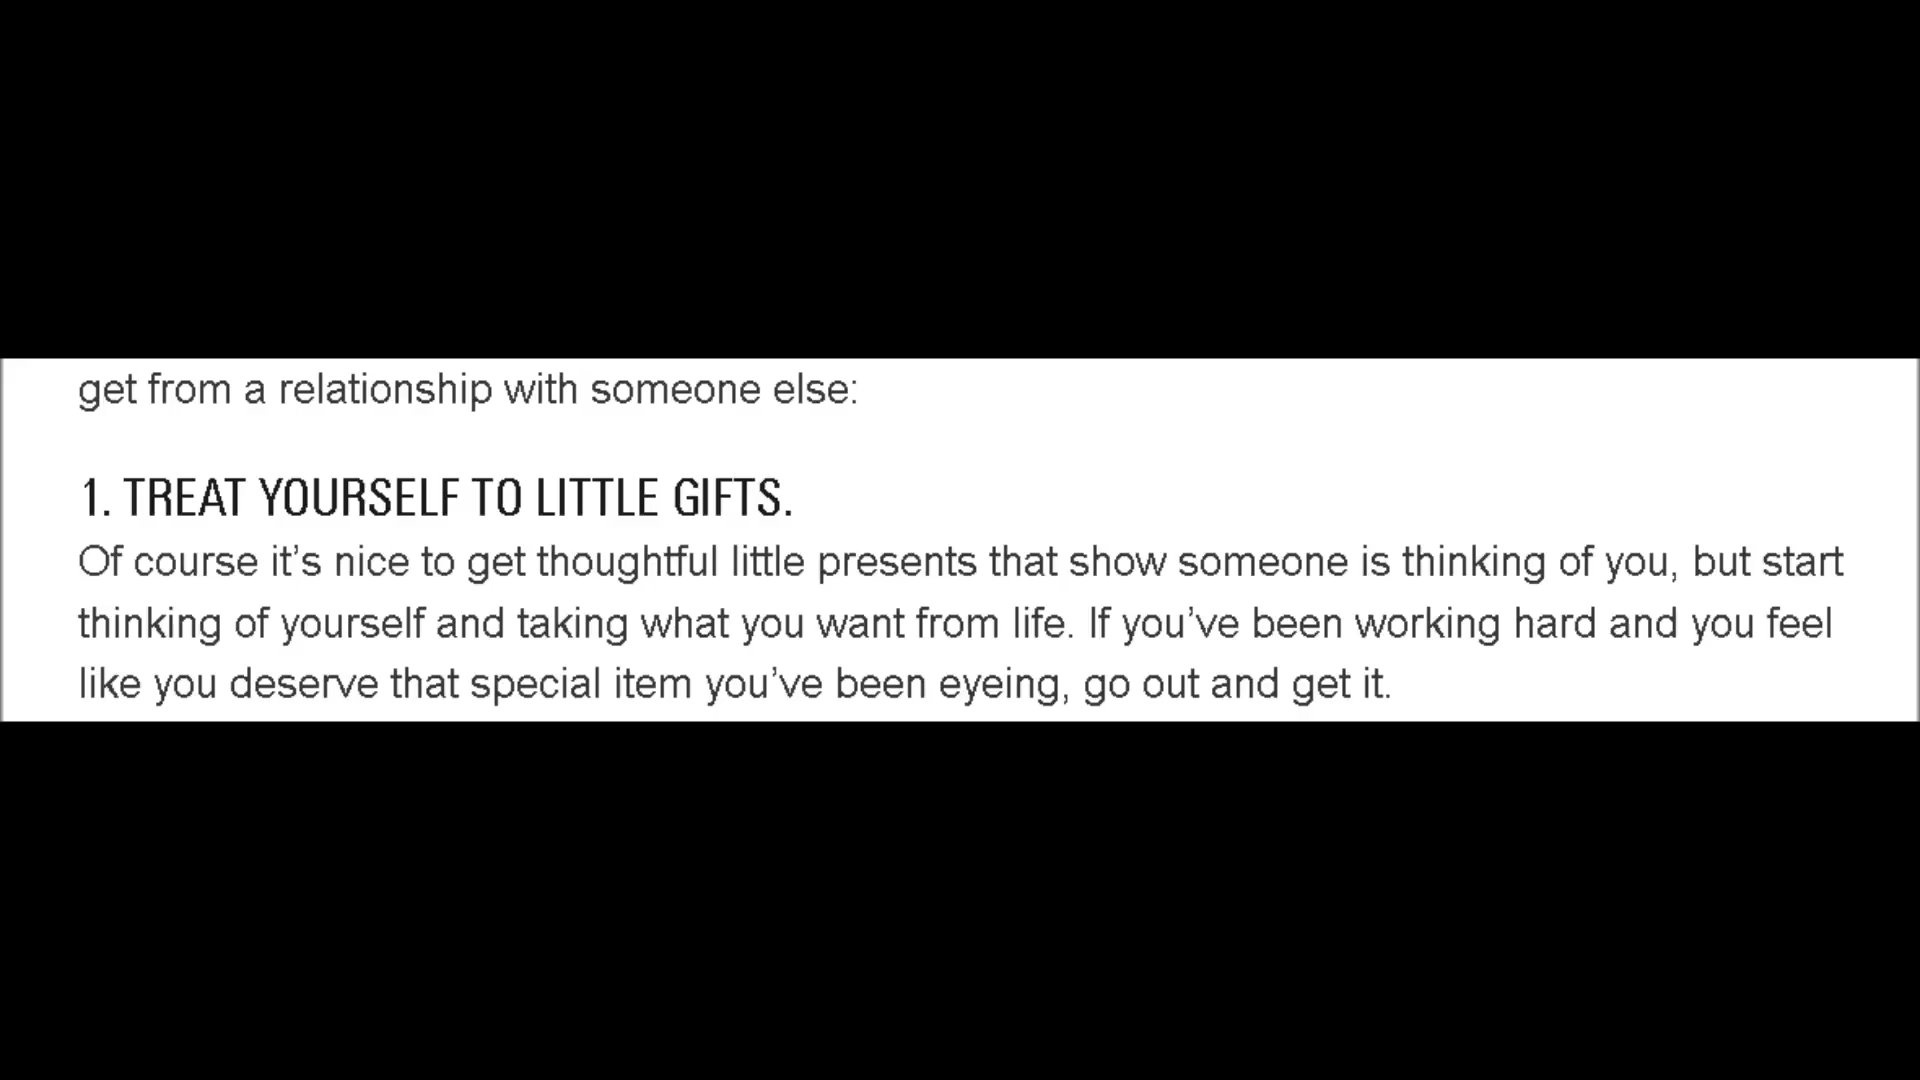 get from a relationship with someone else:
1. TREAT YOURSELF TO LITTLE GIFTS.
Of course it’s nice to get thoughtful little presents that show someone is thinking of you, but start
thinking of yourself and taking what you want from life. If you’ve been working hard and you feel
like you deserve that special item you’ve been eyeing, go out and get it.